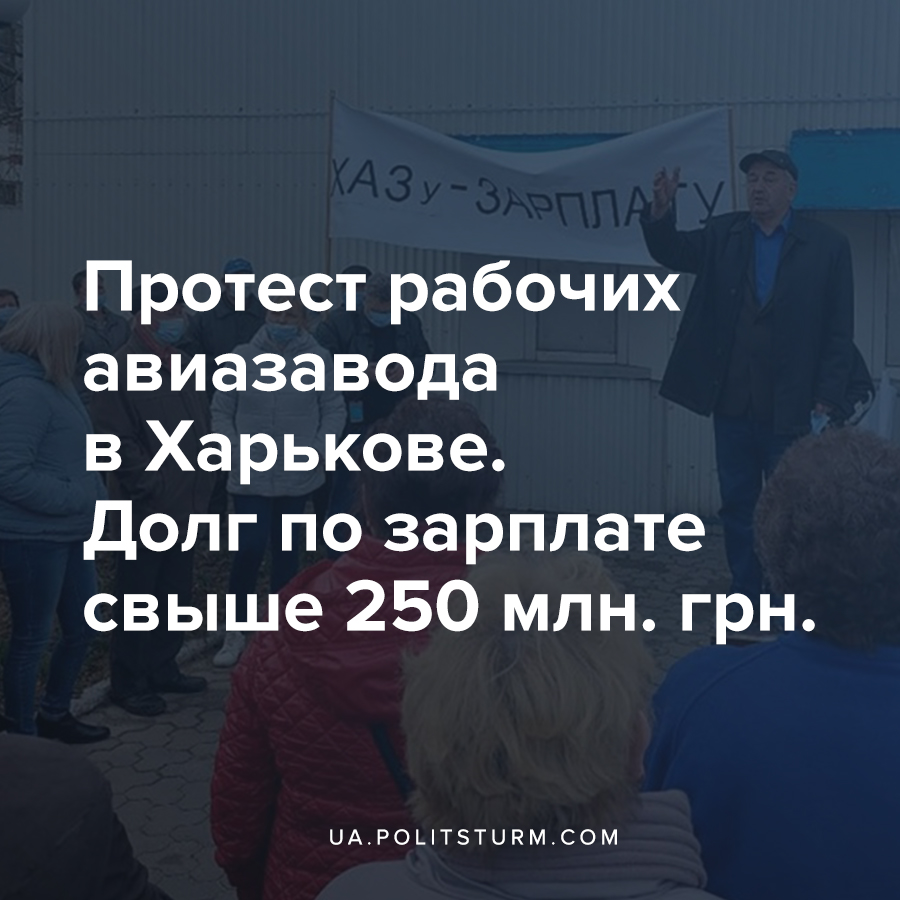 ХАЗу-ЗАРПЛАТУ
Протест рабочих
авиазавода
в Харькове.
Долг по зарплате
свыше 250 млн. грн.
UA.POLITSTURM.COM